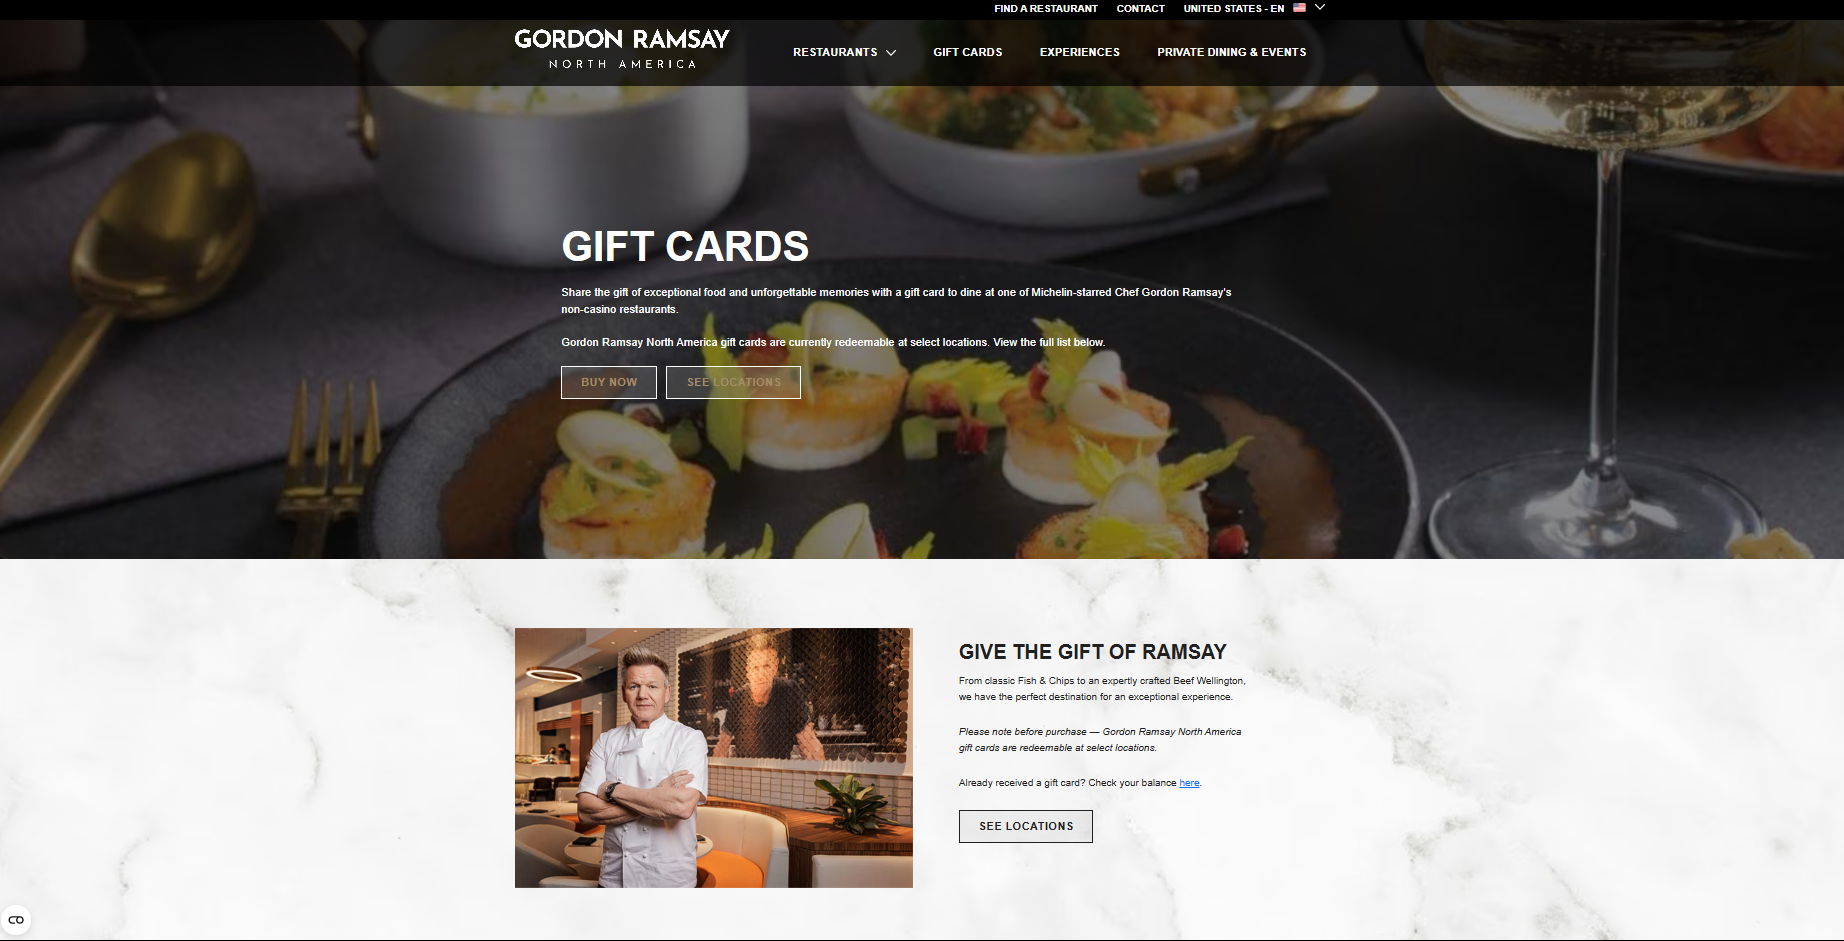 FIND A RESTAURANT CONTACT UNITED STATES - EN
GORDON RAMSAY
NORTH AMERICA
RESTAURANTS GIFT CARDS EXPERIENCES PRIVATE DINING & EVENTS
GIFT CARDS
Share the gift of exceptional food and unforgettable memories with a gift card to dine at one of Michelin-starred Chef Gordon Ramsay's
non-casino restaurants.
Gordon Ramsay North America gift cards are currently redeemable at select locations. View the full list below.
BUY NOW SEE LOCATIONS
GIVE THE GIFT OF RAMSAY
From classic Fish & Chips to an expertly crafted Beef Wellington,
we have the perfect destination for an exceptional experience.
Please note before purchase — Gordon Ramsay North America
gift cards are redeemable at select locations.
Already received a gift card? Check your balance here.
SEE LOCATIONS